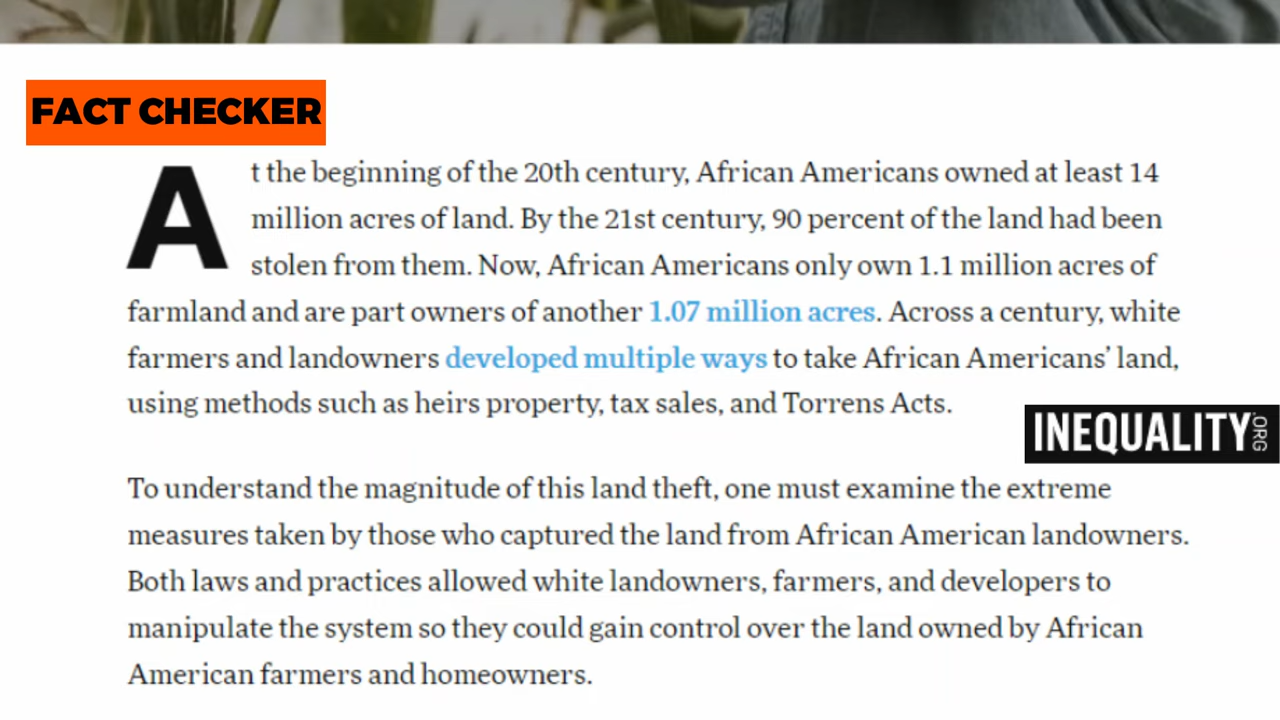 FACT CHECKER
At the beginning of the 20th century, African Americans owned at least 14
million acres of land. By the 21st century, 90 percent of the land had been
stolen from them. Now, African Americans only own 1.1 million acres of
farmland and are part owners of another 1.07 million acres. Across a century, white
farmers and landowners developed multiple ways to take African Americans’ land,
using methods such as heirs property, tax sales, and Torrens Acts.
INEQUALITY.ORG
To understand the magnitude of this land theft, one must examine the extreme
measures taken by those who captured the land from African American landowners.
Both laws and practices allowed white landowners, farmers, and developers to
manipulate the system so they could gain control over the land owned by African
American farmers and homeowners.